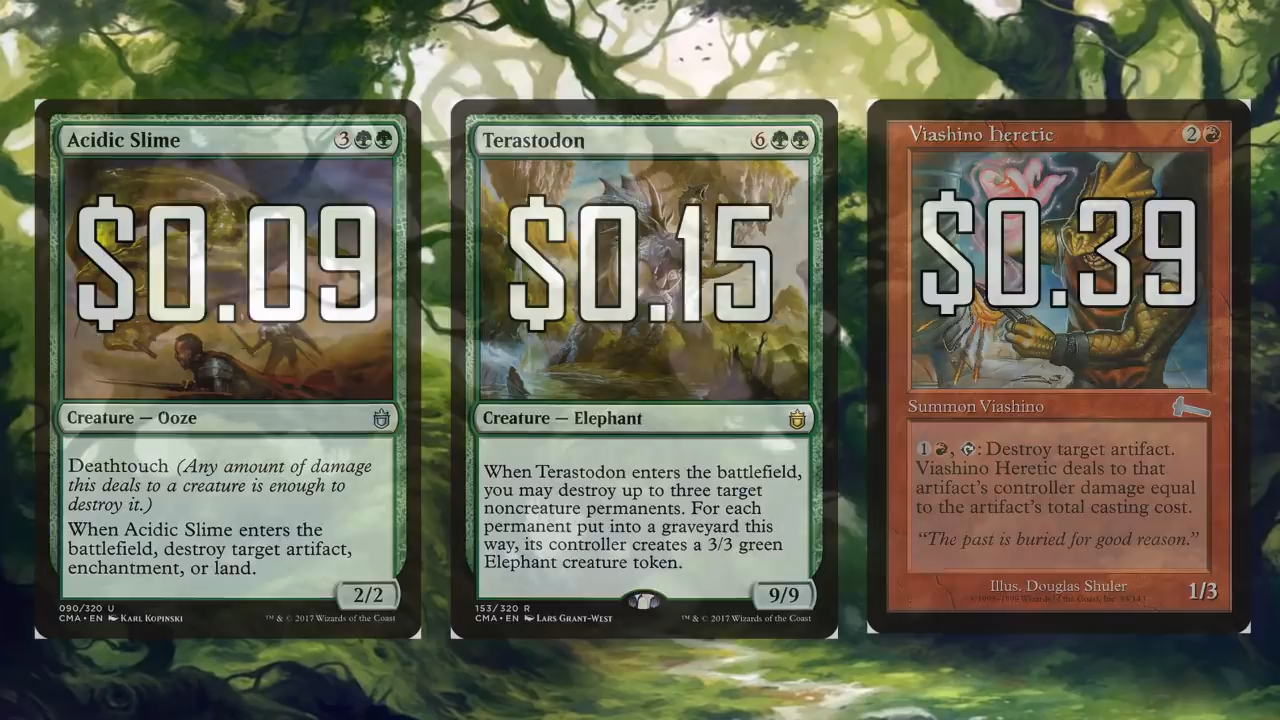 Acidic Slime
3
$0.09
Creature — Ooze
Deathtouch (Any amount of damage
this deals to a creature is enough to
destroy it.)
When Acidic Slime enters the
battlefield, destroy target artifact,
enchantment, or land.
2/2
090/320 U
CMA • EN Karl Kopinski
™ & © 2017 Wizards of the Coast
Terastodon
6
$0.15
Creature — Elephant
When Terastodon enters the battlefield,
you may destroy up to three target
noncreature permanents. For each
permanent put into a graveyard this
way, its controller creates a 3/3 green
Elephant creature token.
9/9
153/320 R
CMA • EN Lars Grant-West
™ & © 2017 Wizards of the Coast
Viashino Heretic
2
$0.39
Summon Viashino
1, : Destroy target artifact.
Viashino Heretic deals to that
artifact's controller damage equal
to the artifact's total casting cost.
“The past is buried for good reason.”
Illus. Douglas Shuler
1/3